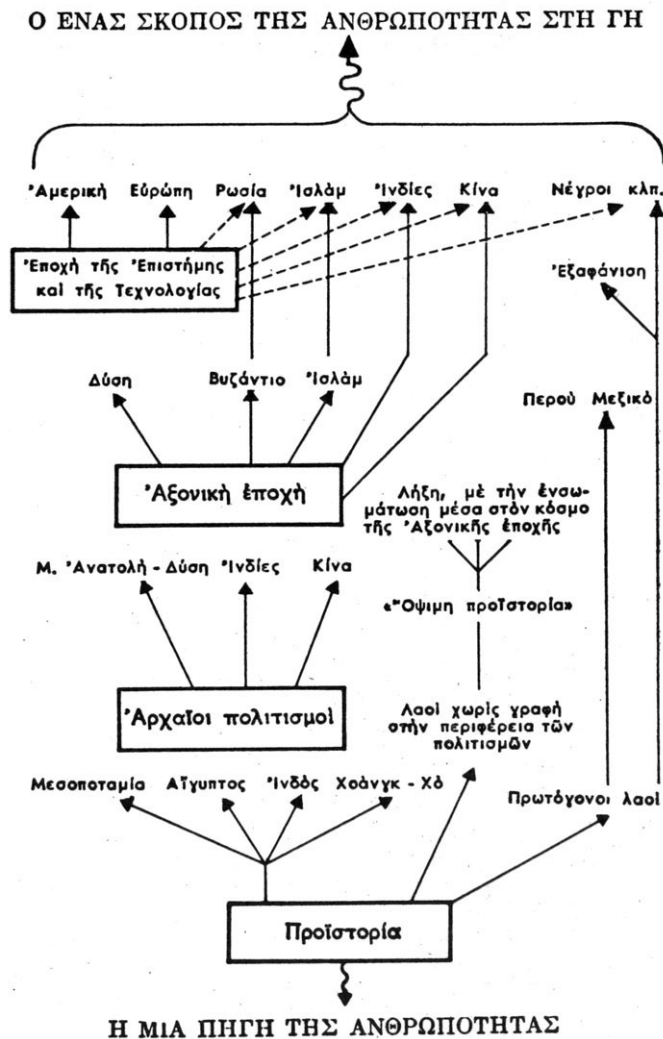 Ο ΕΝΑΣ ΣΚΟΠΟΣ ΤΗΣ ΑΝΘΡΩΠΟΤΗΤΑΣ ΣΤΗ ΓΗ
Ἀμερικὴ Εὐρώπη Ρωσία Ἰσλὰμ Ἰνδίες Κίνα Νέγροι κλπ.
Ἐποχὴ τῆς Ἐπιστήμης
καὶ τῆς Τεχνολογίας
Ἐξαφάνιση
Δύση Βυζάντιο Ἰσλὰμ
Περοὺ Μεξικὸ
Ἀξονικὴ ἐποχὴ
Λήξη, μὲ τὴν ἐνσω-
μάτωση μέσα στὸν κόσμο
τῆς Ἀξονικῆς ἐποχῆς
Μ. Ἀνατολὴ - Δύση Ἰνδίες Κίνα
«Ὄψιμη προϊστορία»
Ἀρχαῖοι πολιτισμοὶ
Λαοὶ χωρὶς γραφὴ
στὴν περιφέρεια τῶν
πολιτισμῶν
Μεσοποταμία Αἴγυπτος Ἰνδὸς Χοὰνγκ - Χὸ
Πρωτόγονοι λαοὶ
Προϊστορία
Η ΜΙΑ ΠΗΓΗ ΤΗΣ ΑΝΘΡΩΠΟΤΗΤΑΣ